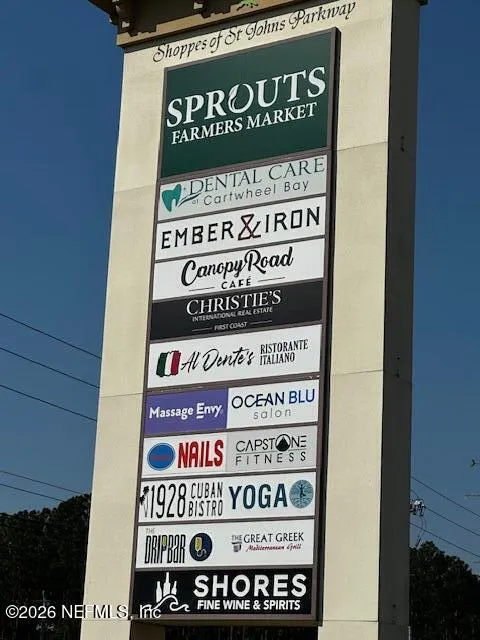 Shoppes of St Johns Parkway
SPROUTS
FARMERS MARKET
DENTAL CARE
of Cartwheel Bay
EMBER & IRON
Canopy Road
CAFÉ
CHRISTIE'S
INTERNATIONAL REAL ESTATE
FIRST COAST
Al Dente's RISTORANTE
ITALIANO
Massage Envy
OCEAN BLU
salon
NAILS
CAPSTONE
FITNESS
1928 CUBAN
BISTRO
YOGA
THE
DRIPBAR
THE GREAT GREEK
Mediterranean Grill
SHORES
FINE WINE & SPIRITS
©2026 NEFMLS, Inc